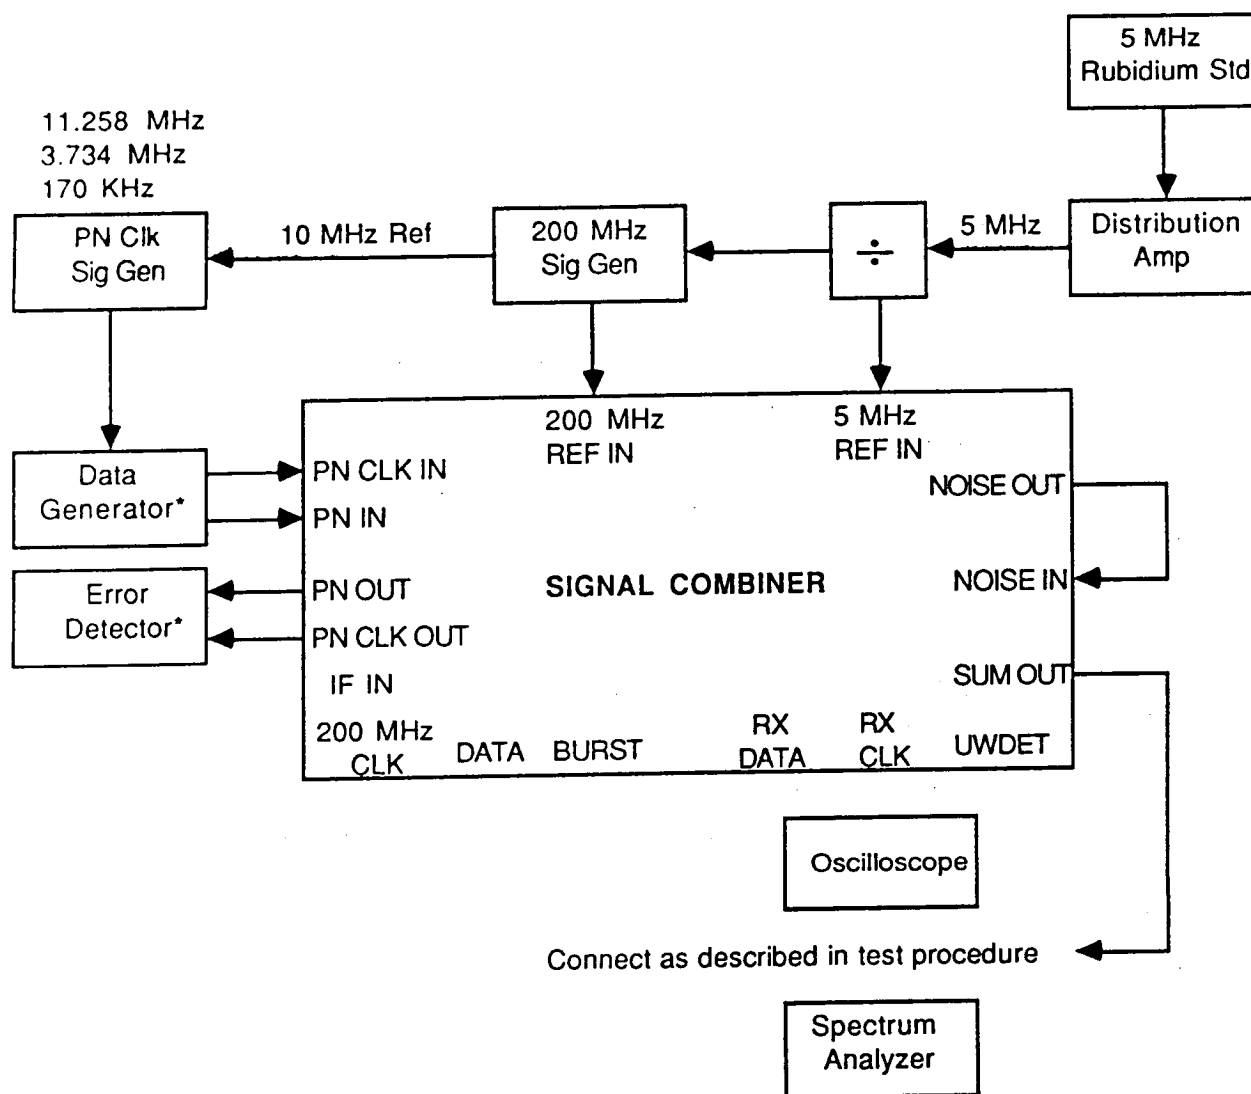 5 MHz
Rubidium Std
11.258 MHz
3.734 MHz
170 KHz
PN Clk
Sig Gen
10 MHz Ref
200 MHz
Sig Gen
÷
5 MHz
Distribution
Amp
200 MHz
REF IN
5 MHz
REF IN
Data
Generator*
PN CLK IN
PN IN
NOISE OUT
Error
Detector*
PN OUT
PN CLK OUT
SIGNAL COMBINER
NOISE IN
IF IN
SUM OUT
200 MHz
CLK
DATA
BURST
RX
DATA
RX
CLK
UWDET
Oscilloscope
Connect as described in test procedure
Spectrum
Analyzer